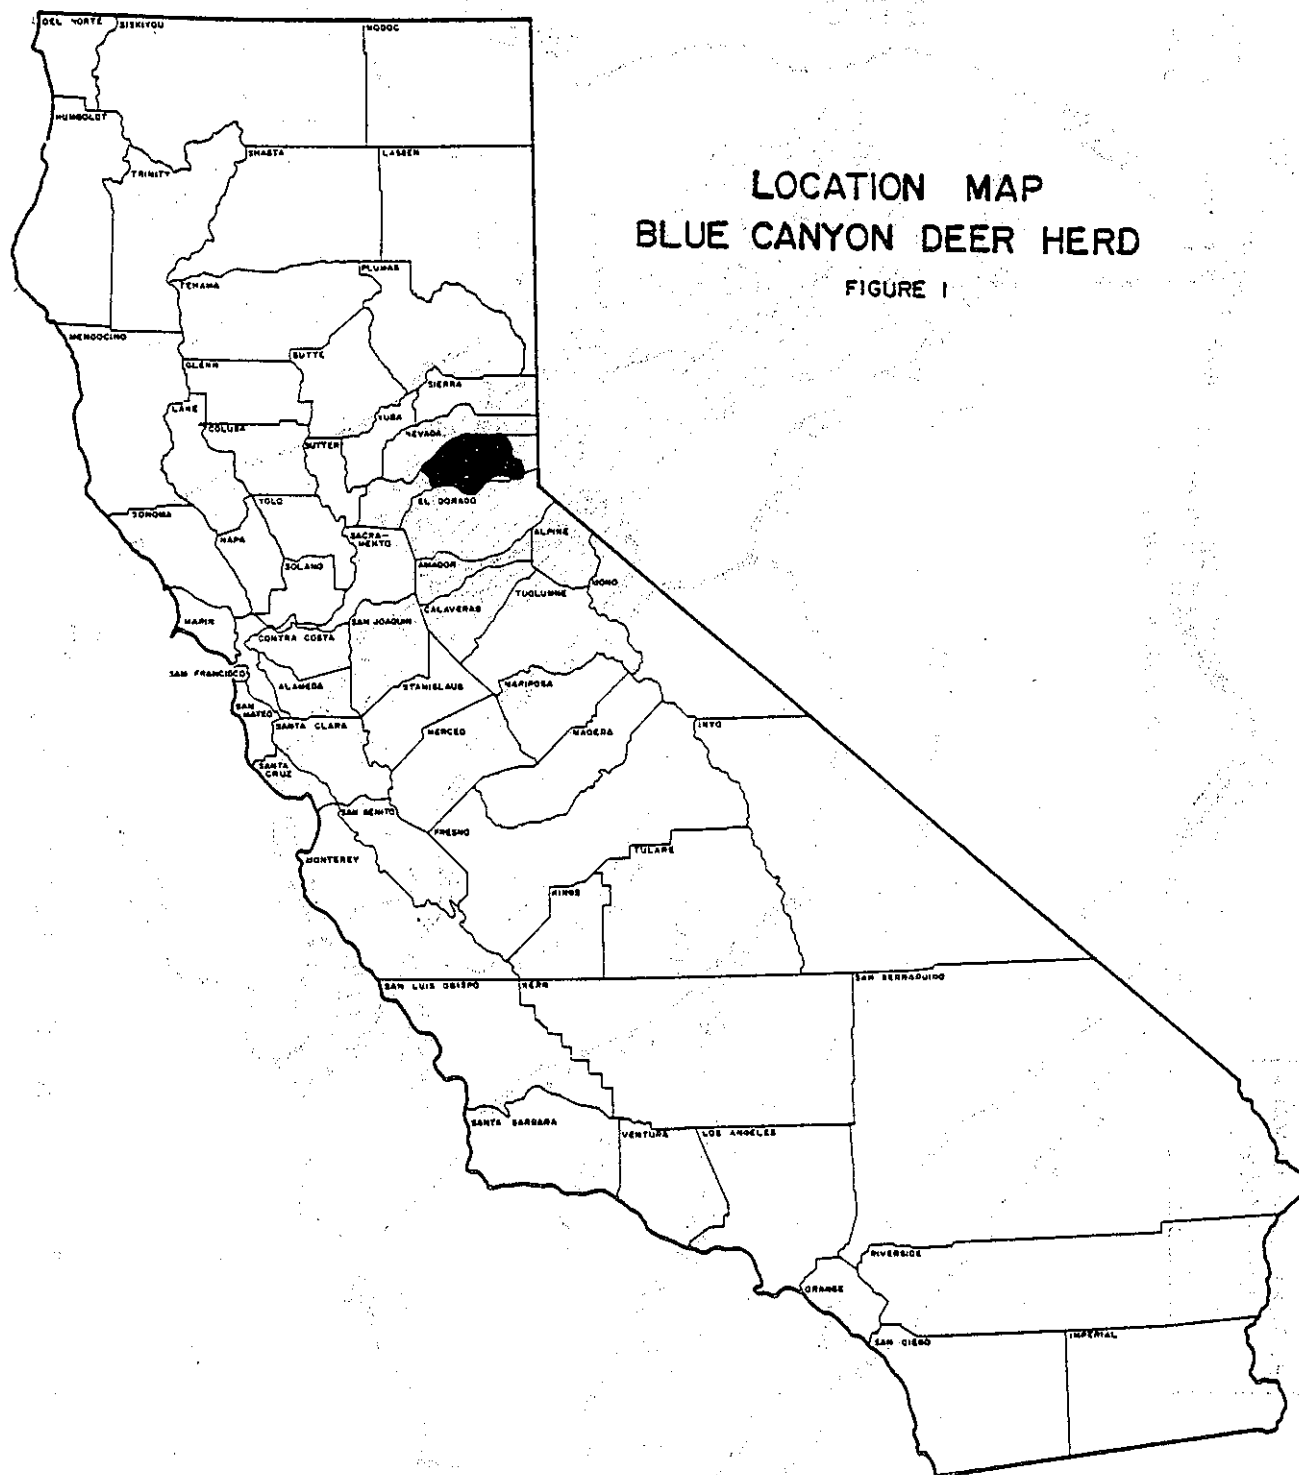 DEL NORTE
SISKIYOU
MODOC
HUMBOLDT
TRINITY
SHASTA
LASSEN
LOCATION MAP
BLUE CANYON DEER HERD
FIGURE 1
TEHAMA
PLUMAS
MENDOCINO
GLENN
BUTTE
SIERRA
LAKE
COLUSA
YUBA
SUTTER
NEVADA
YOLO
EL DORADO
SONOMA
NAPA
SACRA-
MENTO
ALPINE
SOLANO
AMADOR
MONO
TUOLUMNE
CALAVERAS
MARIN
CONTRA COSTA
SAN JOAQUIN
SAN FRANCISCO
ALAMEDA
STANISLAUS
MARIPOSA
SAN
MATEO
SANTA CLARA
MERCED
MADERA
INYO
SANTA
CRUZ
SAN BENITO
FRESNO
MONTEREY
TULARE
KINGS
SAN LUIS OBISPO
KERN
SAN BERNARDINO
SANTA BARBARA
VENTURA
LOS ANGELES
RIVERSIDE
ORANGE
SAN DIEGO
IMPERIAL